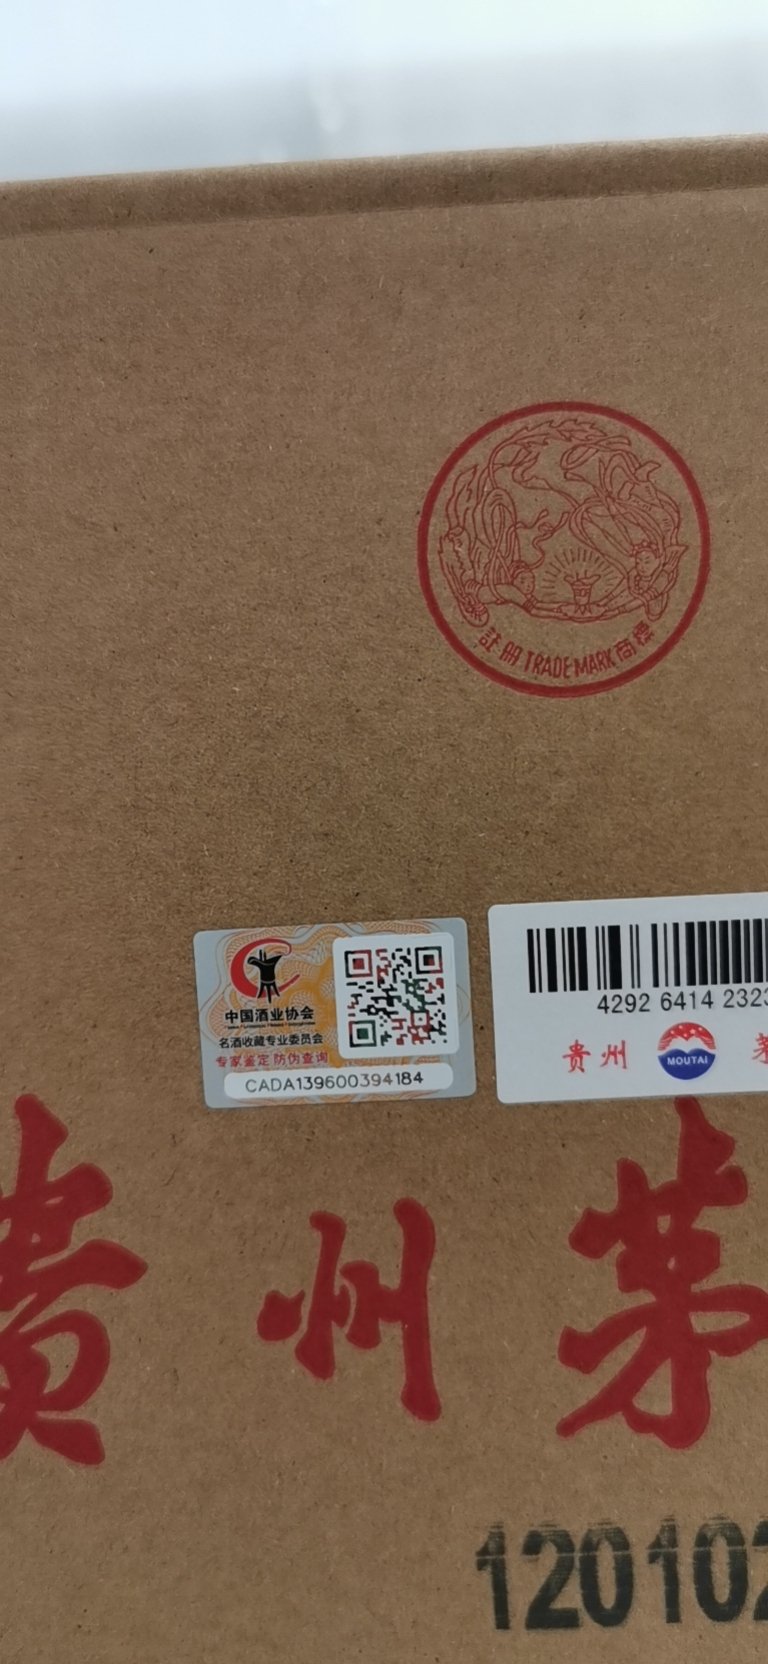 註冊 TRADE MARK 商標
中国酒业协会
名酒收藏专业委员会
专家鉴定 防伪查询
CADA139600394184
4292 6414 2323
贵州
MOUTAI
贵州茅
120102